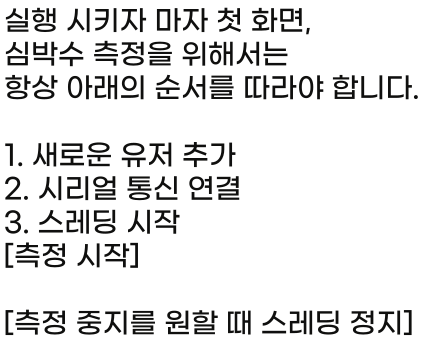 실행 시키자 마자 첫 화면,
심박수 측정을 위해서는
항상 아래의 순서를 따라야 합니다.
1. 새로운 유저 추가
2. 시리얼 통신 연결
3. 스레딩 시작
[측정 시작]
[측정 중지를 원할 때 스레딩 정지]